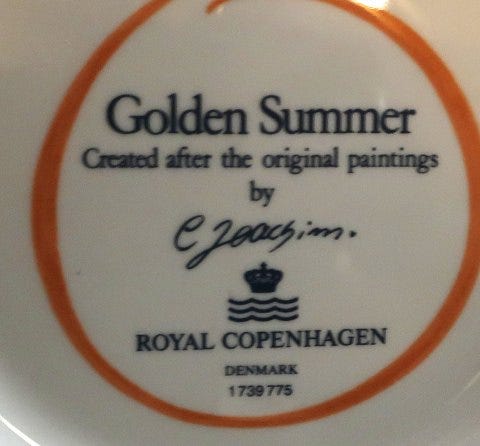 Golden Summer
Created after the original paintings
by
C Joachim.
ROYAL COPENHAGEN
DENMARK
1739775